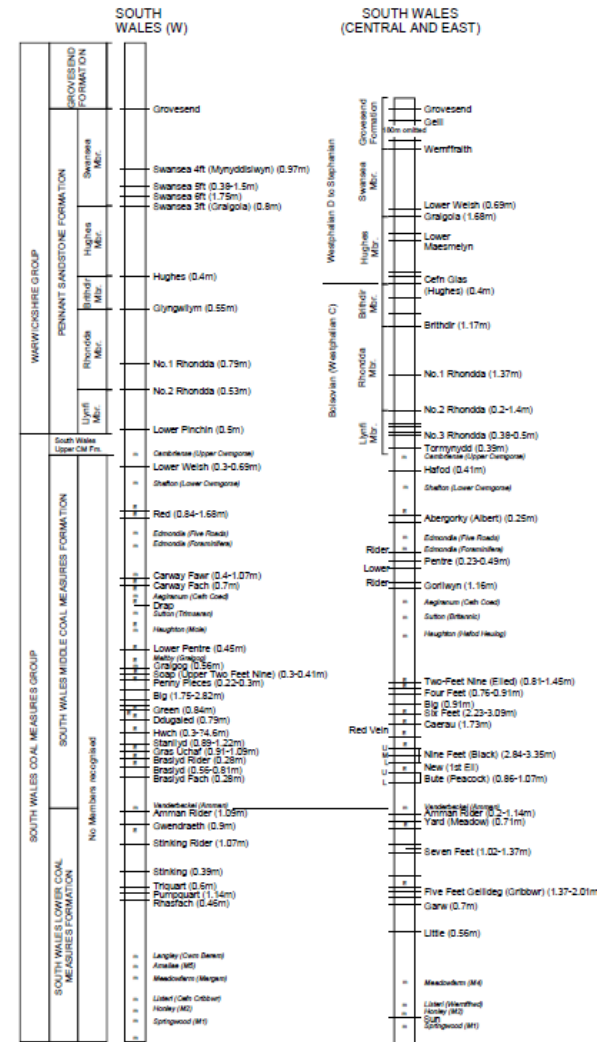 SOUTH
WALES (W)
SOUTH WALES
(CENTRAL AND EAST)
WARWICKSHIRE GROUP
SOUTH WALES COAL MEASURES GROUP
GROVESEND
FORMATION
PENNANT SANDSTONE FORMATION
South Wales
Upper CM Fm.
SOUTH WALES MIDDLE COAL MEASURES FORMATION
SOUTH WALES LOWER COAL
MEASURES FORMATION
Swansea
Mbr.
Hughes
Mbr.
Brithdir
Mbr.
Rhondda
Mbr.
Llynfi
Mbr.
No Members recognised
Grovesend
Swansea 4ft (Mynyddislwyn) (0.97m)
Swansea 5ft (0.38-1.5m)
Swansea 6ft (1.75m)
Swansea 3ft (Graigola) (0.8m)
Hughes (0.4m)
Glyngwilym (0.55m)
No.1 Rhondda (0.79m)
No.2 Rhondda (0.53m)
Lower Pinchin (0.5m)
Cambriense (Upper Cwmgorse)
Lower Welsh (0.3-0.69m)
Shafton (Lower Cwmgorse)
Red (0.84-1.68m)
Edmondia (Five Roads)
Edmondia (Foraminifera)
Carway Fawr (0.4-1.07m)
Carway Fach (0.7m)
Aegiranum (Cefn Coed)
Drap
Sutton (Trimsaran)
Haughton (Mole)
Lower Pentre (0.45m)
Maltby (Graigog)
Graigog (0.56m)
Soap (Upper Two Feet Nine) (0.3-0.41m)
Penny Pieces (0.22-0.3m)
Big (1.75-2.82m)
Green (0.84m)
Ddugaled (0.79m)
Hwch (0.3-?4.6m)
Stanllyd (0.89-1.22m)
Gras Uchaf (0.91-1.09m)
Braslyd Rider (0.28m)
Braslyd (0.56-0.81m)
Braslyd Fach (0.28m)
Vanderbeckei (Amman)
Amman Rider (1.09m)
Gwendraeth (0.9m)
Stinking Rider (1.07m)
Stinking (0.39m)
Triquart (0.6m)
Pumpquart (1.14m)
Rhasfach (0.46m)
Langley (Cwm Berem)
Amaliae (M5)
Meadowfarm (Margam)
Listeri (Cefn Cribbwr)
Honley (M2)
Springwood (M1)
Westphalian D to Stephanian
Bolsovian (Westphalian C)
Grovesend
Formation
Swansea
Mbr.
Hughes
Mbr.
Brithdir
Mbr.
Rhondda
Mbr.
Llynfi
Mbr.
Grovesend
Gelli
180m omitted
Wernffraith
Lower Welsh (0.69m)
Graigola (1.68m)
Lower
Maesmelyn
Cefn Glas
(Hughes) (0.4m)
Brithdir (1.17m)
No.1 Rhondda (1.37m)
No.2 Rhondda (0.2-1.4m)
No.3 Rhondda (0.38-0.5m)
Tormynydd (0.39m)
Cambriense (Upper Cwmgorse)
Hafod (0.41m)
Shafton (Lower Cwmgorse)
Abergorky (Albert) (0.25m)
Edmondia (Five Roads)
Rider
Edmondia (Foraminifera)
Pentre (0.23-0.49m)
Lower
Rider
Gorllwyn (1.16m)
Aegiranum (Cefn Coed)
Sutton (Britannic)
Haughton (Hafod Heulog)
Two-Feet Nine (Elled) (0.81-1.45m)
Four Feet (0.76-0.91m)
Big (0.91m)
Six Feet (2.23-3.09m)
Caerau (1.73m)
Red Vein
U
M
L
Nine Feet (Black) (2.84-3.35m)
New (1st Ell)
U
L
Bute (Peacock) (0.86-1.07m)
Vanderbeckei (Amman)
Amman Rider (0.2-1.14m)
Yard (Meadow) (0.71m)
Seven Feet (1.02-1.37m)
Five Feet Gellideg (Gribbwr) (1.37-2.01m)
Garw (0.7m)
Little (0.56m)
Meadowfarm (M4)
Listeri (Wernffrwd)
Honley (M2)
Sun
Springwood (M1)